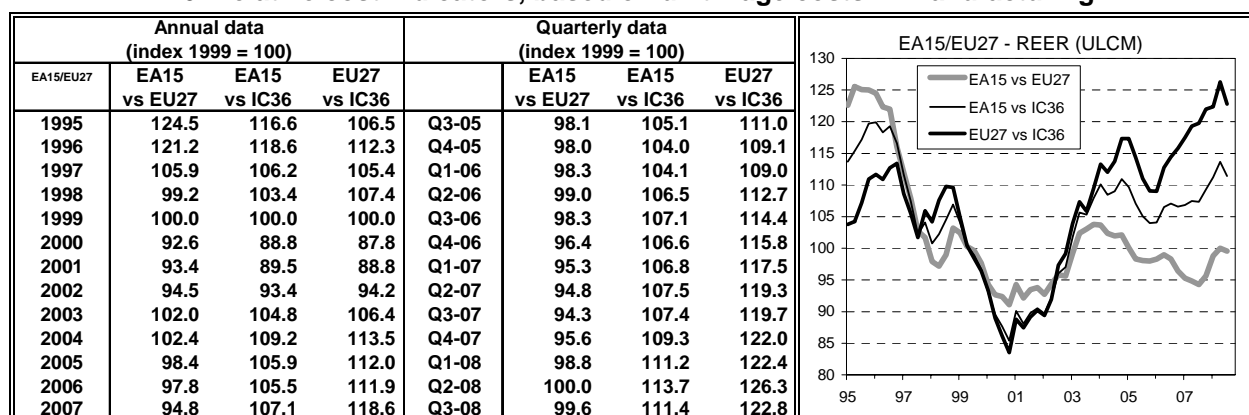 Annual data Quarterly data
(index 1999 = 100) (index 1999 = 100)
EA15/EU27 EA15 EA15 EU27 EA15 EA15 EU27
vs EU27 vs IC36 vs IC36 vs EU27 vs IC36 vs IC36
1995 124.5 116.6 106.5 Q3-05 98.1 105.1 111.0
1996 121.2 118.6 112.3 Q4-05 98.0 104.0 109.1
1997 105.9 106.2 105.4 Q1-06 98.3 104.1 109.0
1998 99.2 103.4 107.4 Q2-06 99.0 106.5 112.7
1999 100.0 100.0 100.0 Q3-06 98.3 107.1 114.4
2000 92.6 88.8 87.8 Q4-06 96.4 106.6 115.8
2001 93.4 89.5 88.8 Q1-07 95.3 106.8 117.5
2002 94.5 93.4 94.2 Q2-07 94.8 107.5 119.3
2003 102.0 104.8 106.4 Q3-07 94.3 107.4 119.7
2004 102.4 109.2 113.5 Q4-07 95.6 109.3 122.0
2005 98.4 105.9 112.0 Q1-08 98.8 111.2 122.4
2006 97.8 105.5 111.9 Q2-08 100.0 113.7 126.3
2007 94.8 107.1 118.6 Q3-08 99.6 111.4 122.8
EA15/EU27 - REER (ULCM)
EA15 vs EU27
EA15 vs IC36
EU27 vs IC36
130
125
120
115
110
105
100
95
90
85
80
95 97 99 01 03 05 07